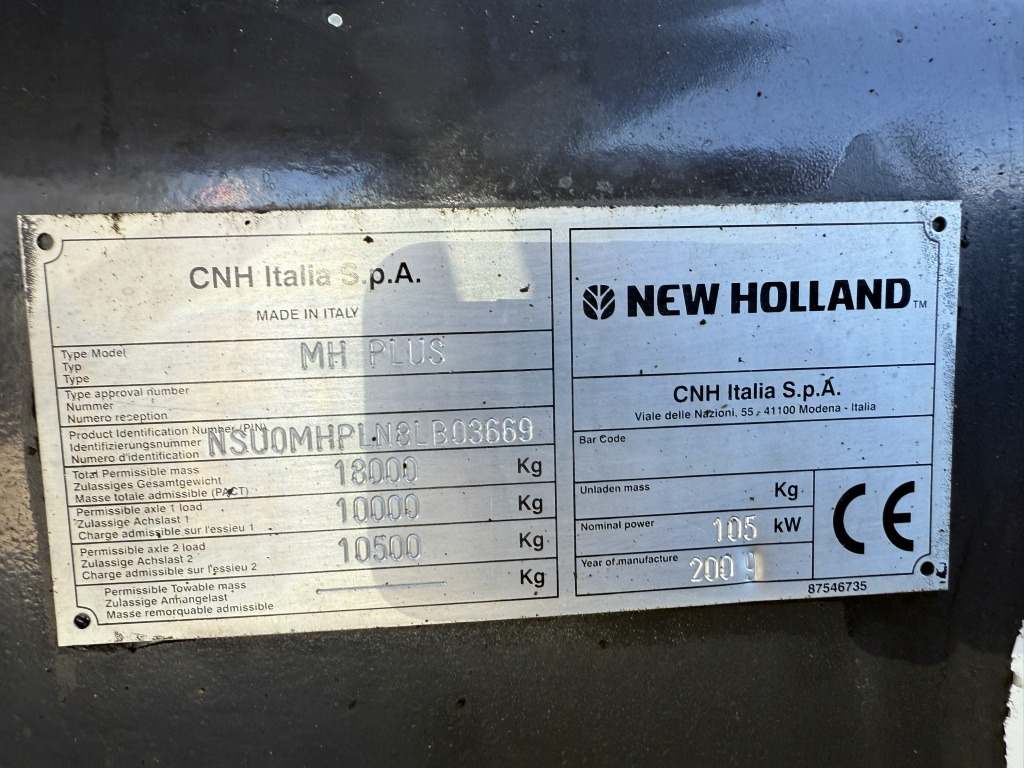 CNH Italia S.p.A.
MADE IN ITALY
Type Model
Typ
Type
MH PLUS
Type approval number
Nummer
Numero reception
Product Identification Number (PIN)
Identifizierungsnummer
Numero d'identification
NSU0MHPLN8LB03669
Total Permissible mass
Zulassiges Gesamtgewicht
Masse totale admissible (PACT)
18000 Kg
Permissible axle 1 load
Zulassige Achslast 1
Charge admissible sur l'essieu 1
10000 Kg
Permissible axle 2 load
Zulassige Achslast 2
Charge admissible sur l'essieu 2
10500 Kg
Permissible Towable mass
Zulassige Anhangelast
Masse remorquable admissible
Kg
NEW HOLLAND™
CNH Italia S.p.A.
Viale delle Nazioni, 55 - 41100 Modena - Italia
Bar Code
Unladen mass Kg
Nominal power 105 kW
Year of manufacture 2009
CE
87546735